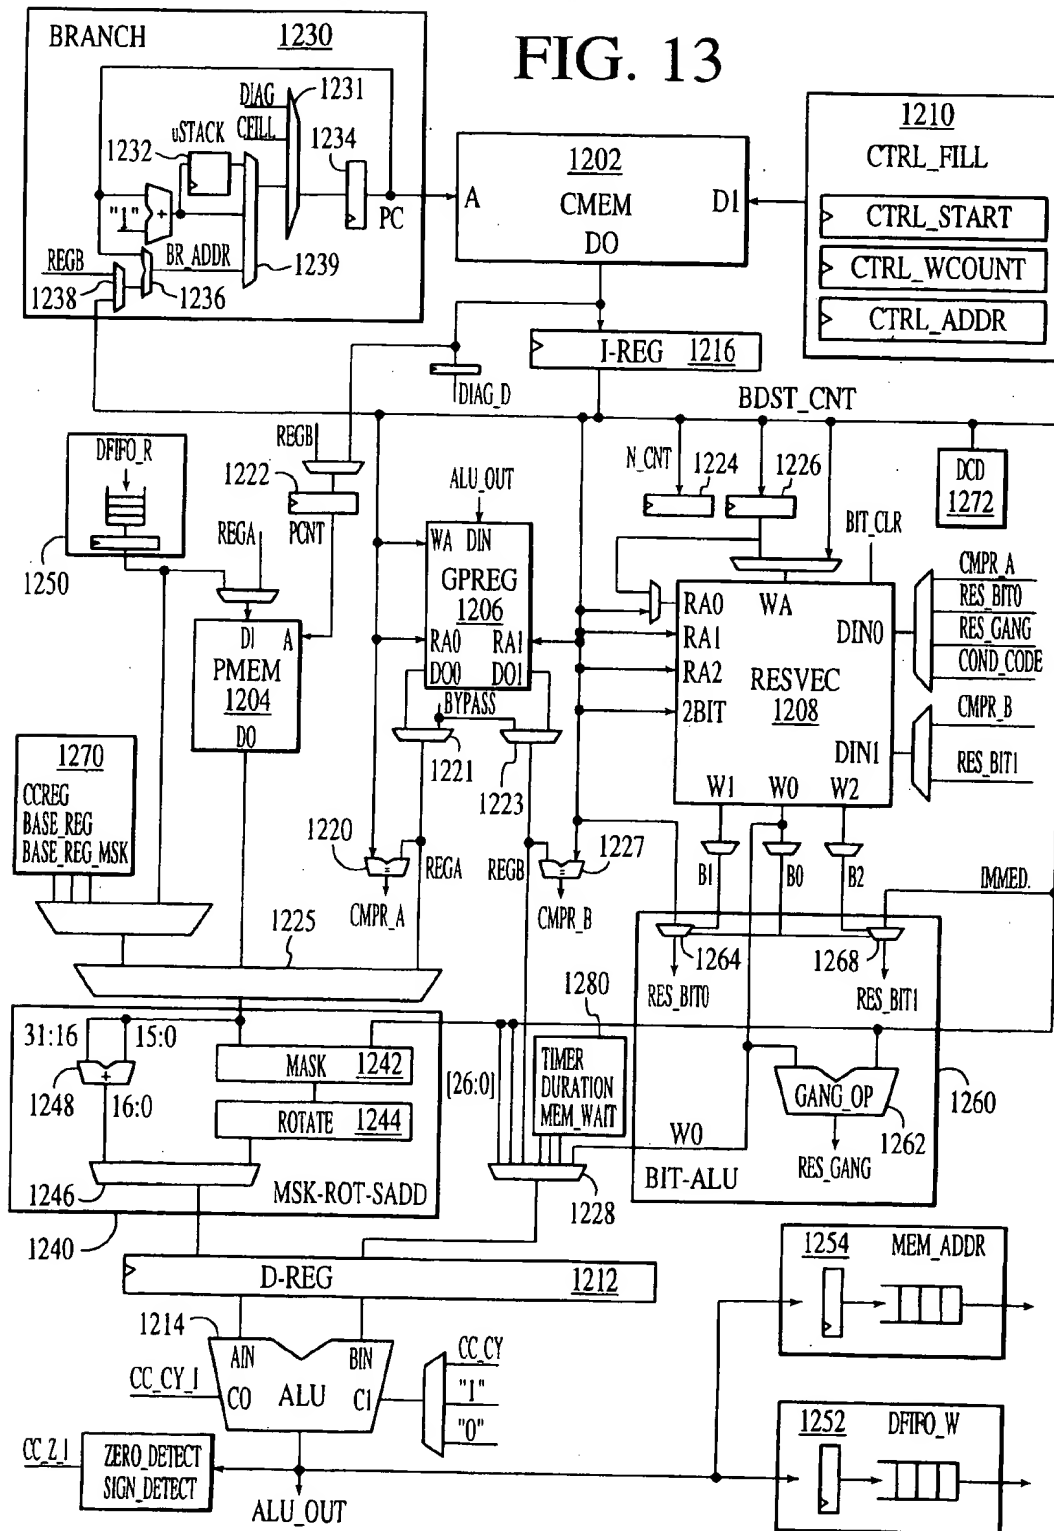 FIG. 13
BRANCH 1230
DIAG
CFILL
1231
uSTACK
1232
1234
"1"
+
PC
REGB
BR_ADDR
1238
1236
1239
1202
CMEM
A
D1
DO
1210
CTRL_FILL
CTRL_START
CTRL_WCOUNT
CTRL_ADDR
I-REG 1216
DIAG_D
BDST_CNT
DFIFO_R
1250
REGB
1222
PCNT
REGA
ALU_OUT
N_CNT
1224
1226
BIT_CLR
DCD
1272
WA DIN
GPREG
1206
RA0 RA1
DO0 DO1
BYPASS
1221
1223
DI A
PMEM
1204
DO
RA0
WA
DIN0
RA1
RA2
RESVEC
1208
2BIT
DIN1
W1 W0 W2
CMPR_A
RES_BIT0
RES_GANG
COND_CODE
CMPR_B
RES_BIT1
1270
CCREG
BASE_REG
BASE_REG_MSK
1220
=
CMPR_A
REGA
REGB
=
1227
CMPR_B
B1
B0
B2
IMMED.
1225
1264
1268
RES_BIT0
RES_BIT1
1280
TIMER
DURATION
MEM_WAIT
31:16
15:0
MASK 1242
ROTATE 1244
1248
+
16:0
[26:0]
1246
MSK-ROT-SADD
1240
1228
W0
GANG_OP
1262
RES_GANG
BIT-ALU
1260
D-REG 1212
1214
AIN BIN
CO ALU CI
CC_CY_I
CC_CY
"1"
"0"
CC_Z_I
ZERO_DETECT
SIGN_DETECT
ALU_OUT
1254 MEM_ADDR
1252 DFIFO_W